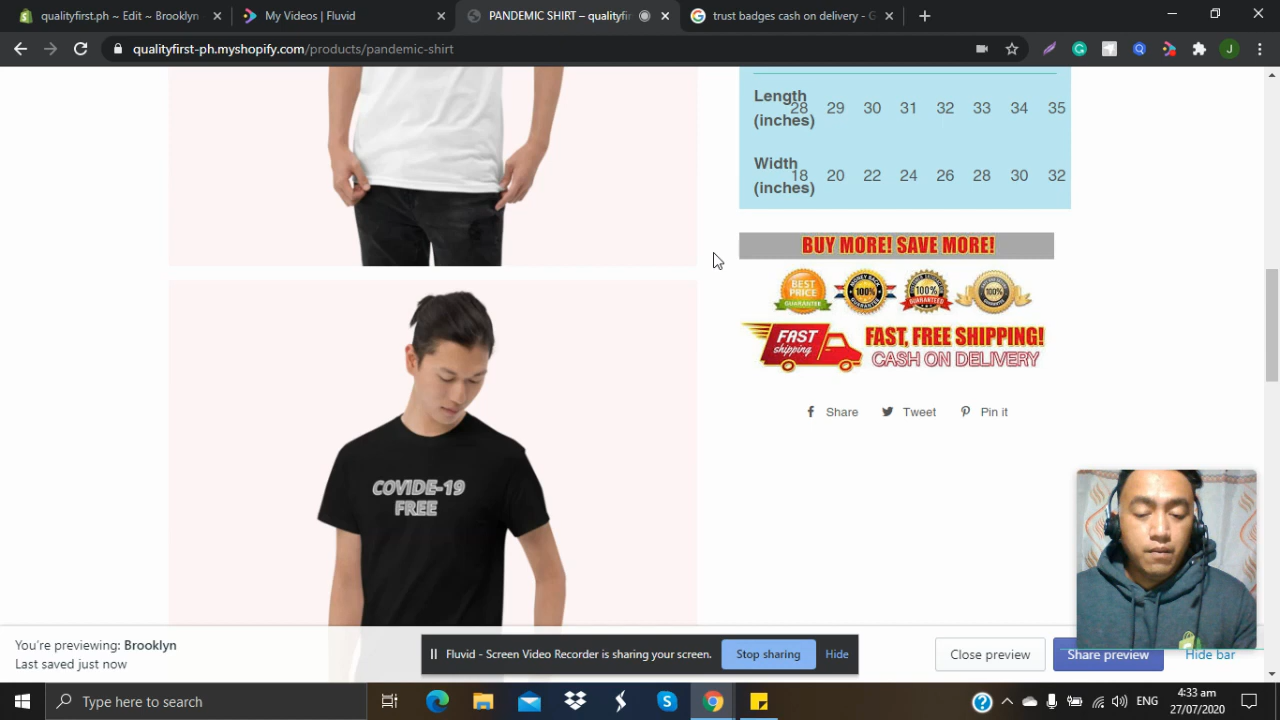 qualityfirst.ph ~ Edit ~ Brooklyn
My Videos | Fluvid
PANDEMIC SHIRT – qualityfi
trust badges cash on delivery - G
qualityfirst-ph.myshopify.com/products/pandemic-shirt
J
Length
(inches)
28 29 30 31 32 33 34 35
Width
(inches)
18 20 22 24 26 28 30 32
BUY MORE! SAVE MORE!
BEST PRICE GUARANTEE
MONEY BACK 100%
100% GUARANTEED
100%
FAST shipping
FAST, FREE SHIPPING!
CASH ON DELIVERY
Share Tweet Pin it
COVIDE-19
FREE
You're previewing: Brooklyn
Last saved just now
Fluvid - Screen Video Recorder is sharing your screen.
Stop sharing
Hide
Close preview
Share preview
Hide bar
Type here to search
ENG
4:33 am
27/07/2020